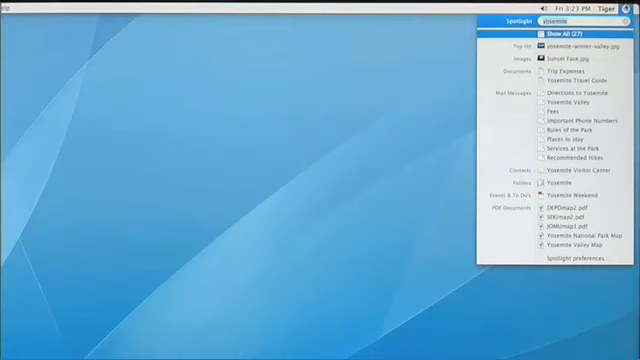 elp
Fri 3:23 PM Tiger
Spotlight yosemite
Show All (27)
Top Hit yosemite-winter-valley.jpg
Images Sunset Face.jpg
Documents Trip Expenses
Yosemite Travel Guide
Mail Messages Directions to Yosemite
Yosemite Valley
Fees
Important Phone Numbers
Rules of the Park
Places to stay
Services at the Park
Recommended Hikes
Contacts Yosemite Visitor Center
Folders Yosemite
Events & To Do's Yosemite Weekend
PDF Documents DEPOmap2.pdf
SEKImap2.pdf
JOMUmap1.pdf
Yosemite National Park Map
Yosemite Valley Map
Spotlight preferences...